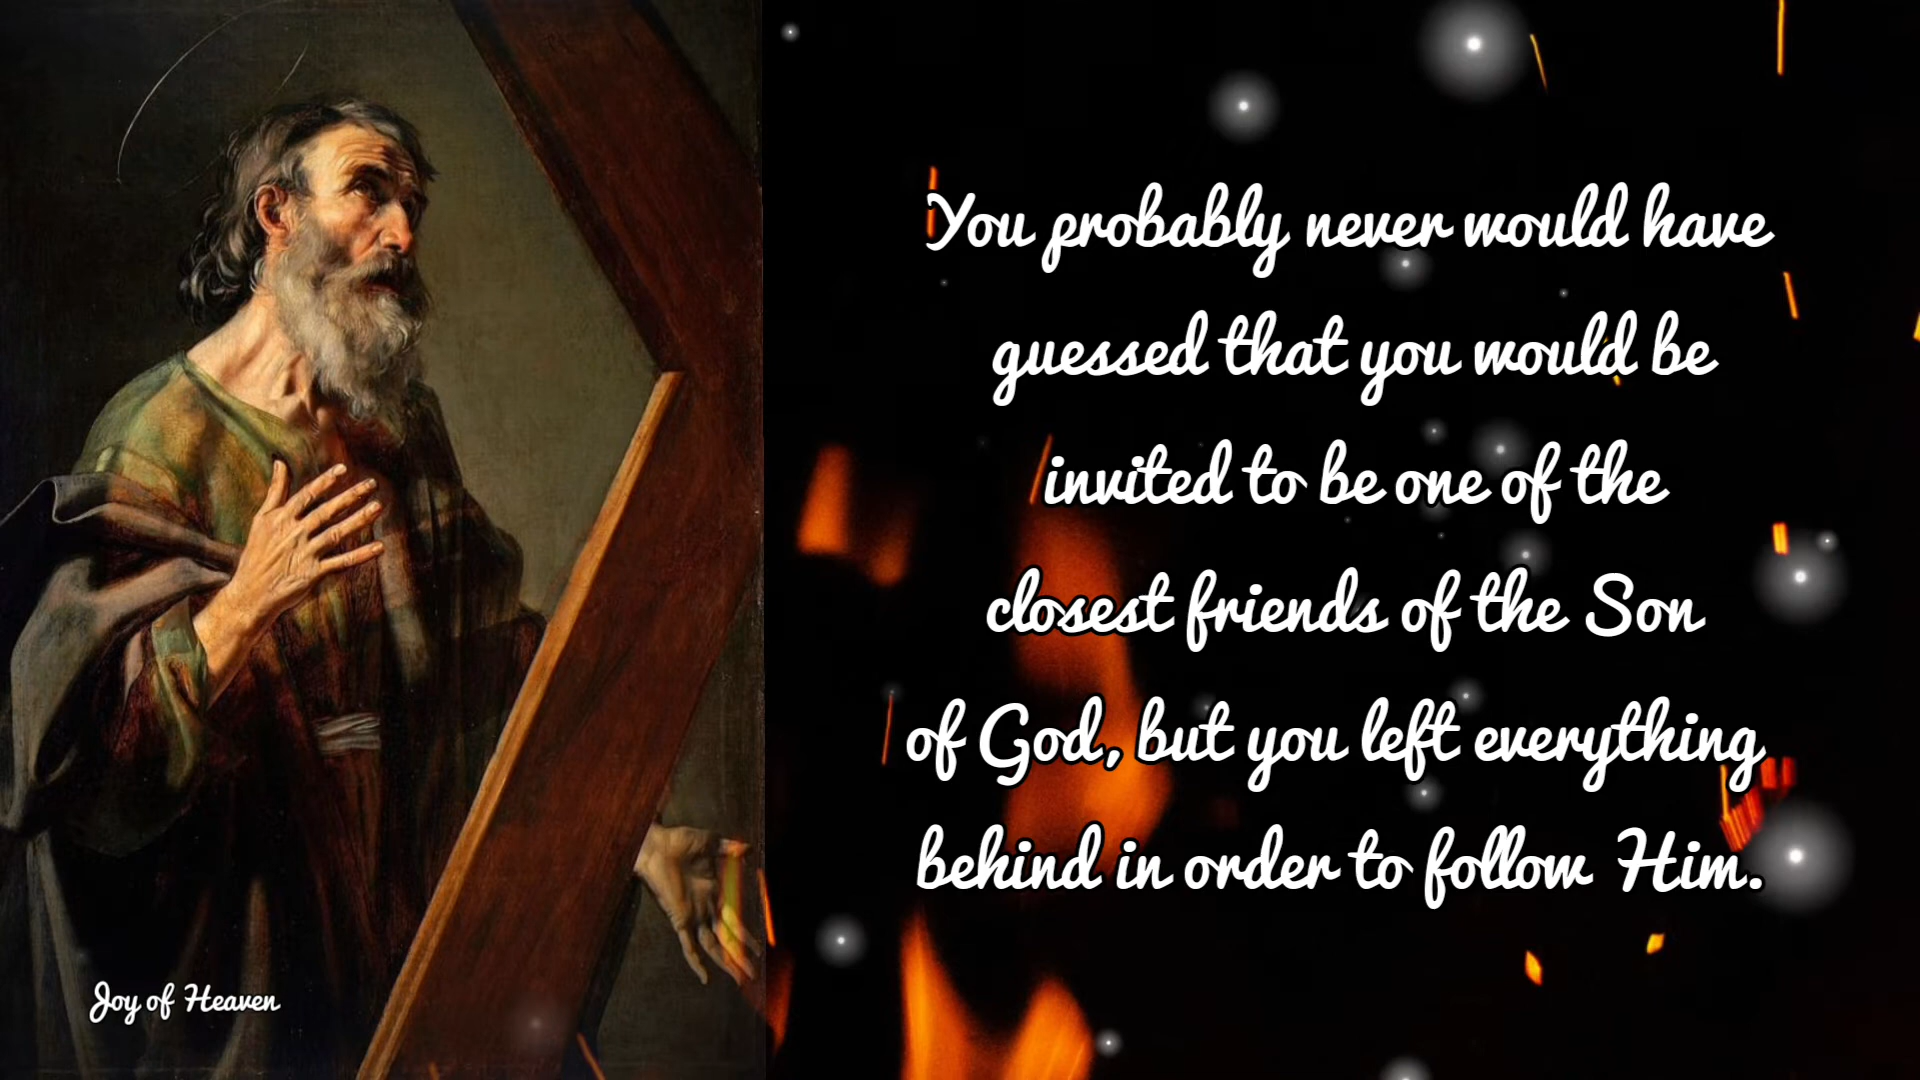 You probably never would have
guessed that you would be
invited to be one of the
closest friends of the Son
of God, but you left everything
behind in order to follow Him.
Joy of Heaven